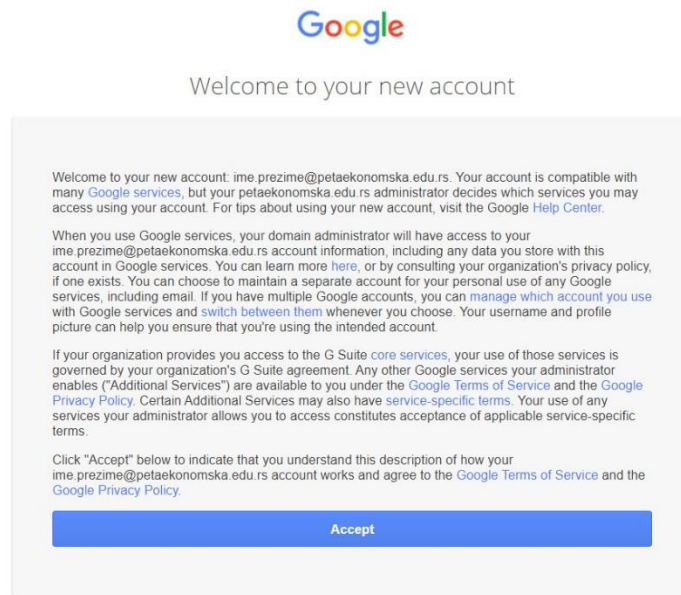 Google
Welcome to your new account
Welcome to your new account: ime.prezime@petaekonomska.edu.rs. Your account is compatible with
many Google services, but your petaekonomska.edu.rs administrator decides which services you may
access using your account. For tips about using your new account, visit the Google Help Center.
When you use Google services, your domain administrator will have access to your
ime.prezime@petaekonomska.edu.rs account information, including any data you store with this
account in Google services. You can learn more here, or by consulting your organization's privacy policy,
if one exists. You can choose to maintain a separate account for your personal use of any Google
services, including email. If you have multiple Google accounts, you can manage which account you use
with Google services and switch between them whenever you choose. Your username and profile
picture can help you ensure that you're using the intended account.
If your organization provides you access to the G Suite core services, your use of those services is
governed by your organization's G Suite agreement. Any other Google services your administrator
enables ("Additional Services") are available to you under the Google Terms of Service and the Google
Privacy Policy. Certain Additional Services may also have service-specific terms. Your use of any
services your administrator allows you to access constitutes acceptance of applicable service-specific
terms.
Click "Accept" below to indicate that you understand this description of how your
ime.prezime@petaekonomska.edu.rs account works and agree to the Google Terms of Service and the
Google Privacy Policy.
Accept